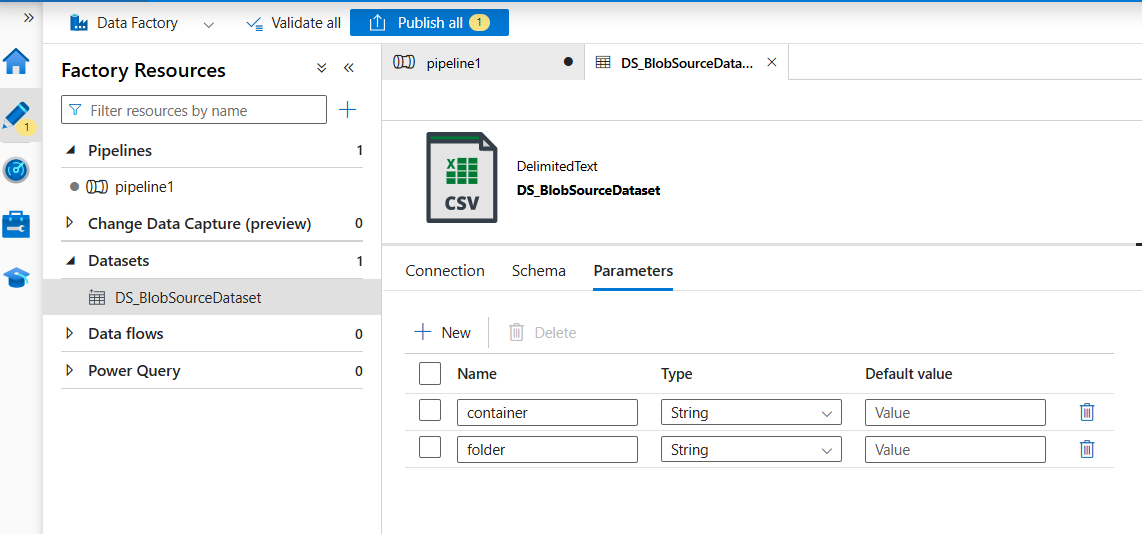 Data Factory
Validate all
Publish all 1
1
Factory Resources
Filter resources by name
Pipelines 1
pipeline1
Change Data Capture (preview) 0
Datasets 1
DS_BlobSourceDataset
Data flows 0
Power Query 0
pipeline1
DS_BlobSourceData...
X
CSV
DelimitedText
DS_BlobSourceDataset
Connection Schema Parameters
New Delete
Name Type Default value
container String Value
folder String Value